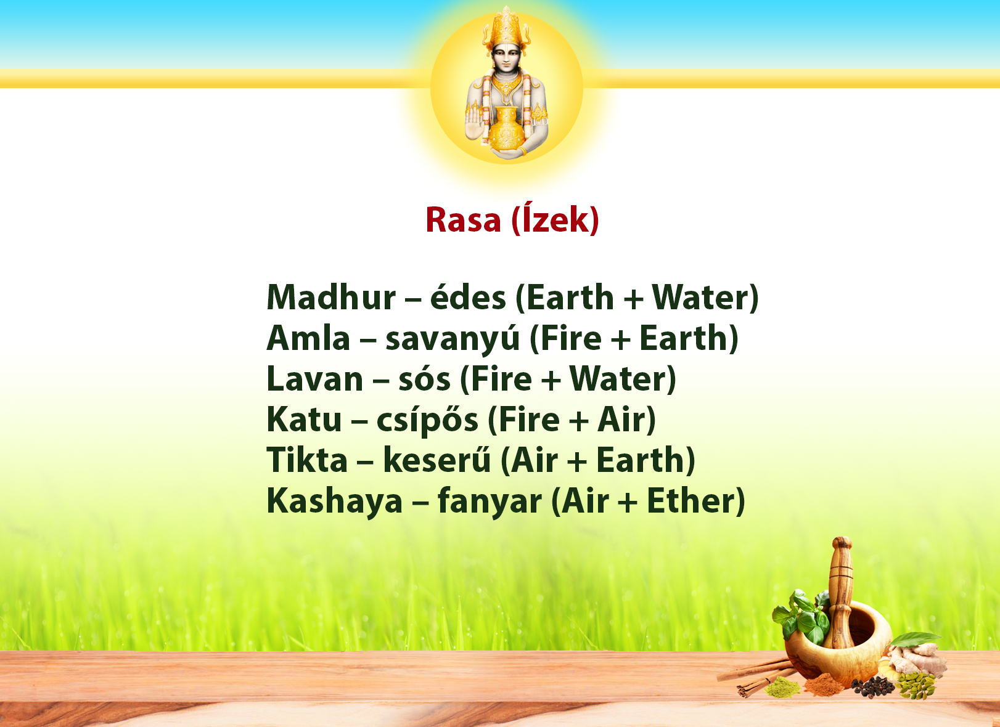 Rasa (Ízek)
Madhur – édes (Earth + Water)
Amla – savanyú (Fire + Earth)
Lavan – sós (Fire + Water)
Katu – csípős (Fire + Air)
Tikta – keserű (Air + Earth)
Kashaya – fanyar (Air + Ether)